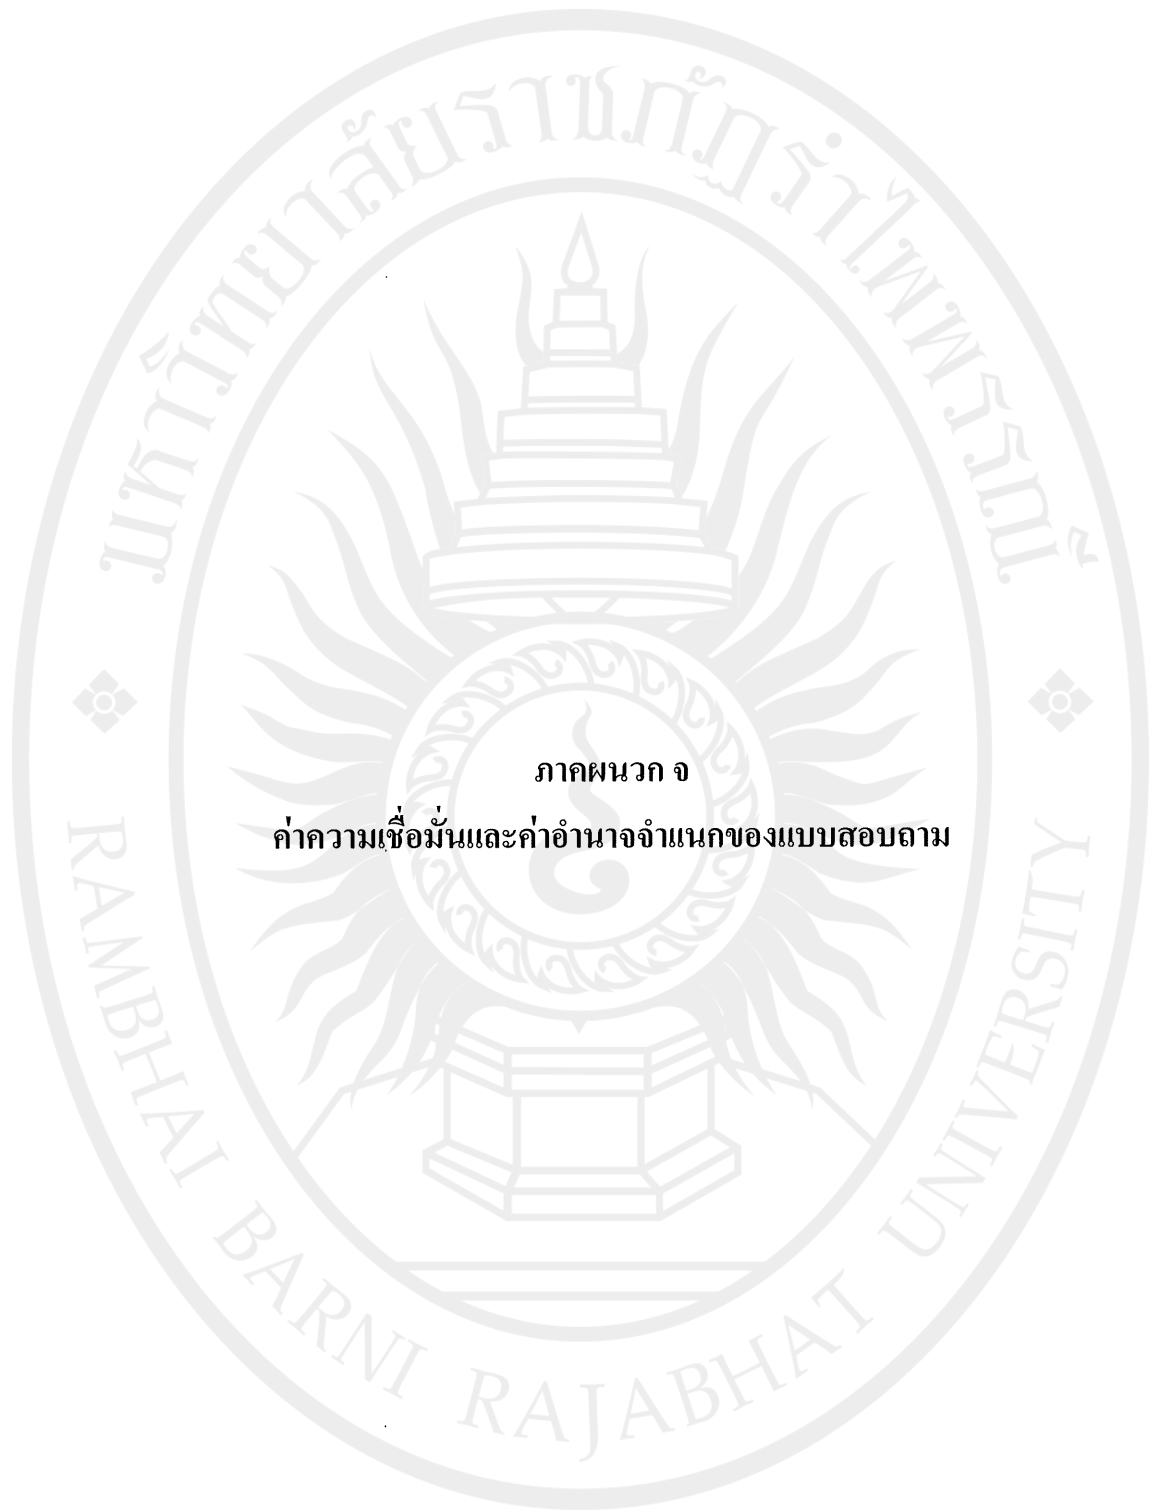 มหาวิทยาลัยราชภัฏรำไพพรรณี
ภาคผนวก จ
ค่าความเชื่อมั่นและค่าอำนาจจำแนกของแบบสอบถาม
RAMBHAI BARNI RAJABHAT UNIVERSITY